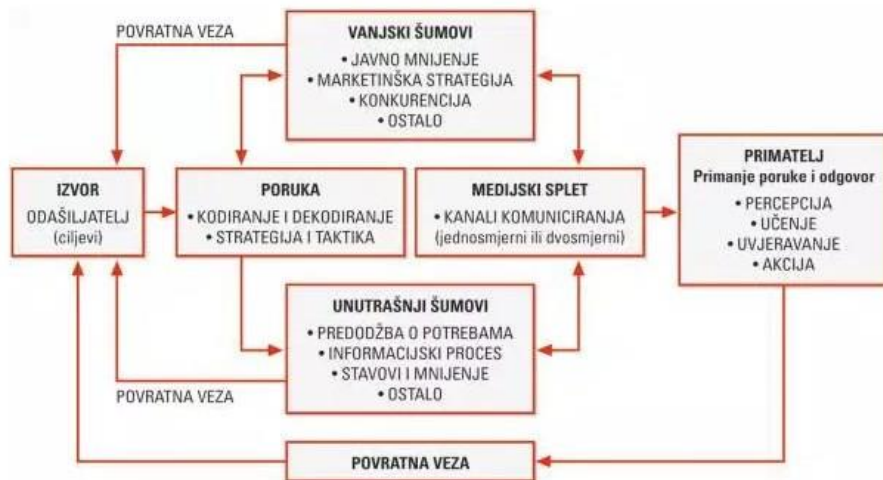 POVRATNA VEZA
VANJSKI ŠUMOVI
• JAVNO MNIJENJE
• MARKETINŠKA STRATEGIJA
• KONKURENCIJA
• OSTALO
IZVOR
ODAŠILJATELJ
(ciljevi)
PORUKA
• KODIRANJE I DEKODIRANJE
• STRATEGIJA I TAKTIKA
MEDIJSKI SPLET
• KANALI KOMUNICIRANJA
(jednosmjerni ili dvosmjerni)
PRIMATELJ
Primanje poruke i odgovor
• PERCEPCIJA
• UČENJE
• UVJERAVANJE
• AKCIJA
UNUTRAŠNJI ŠUMOVI
• PREDODŽBA O POTREBAMA
• INFORMACIJSKI PROCES
• STAVOVI I MNIJENJE
• OSTALO
POVRATNA VEZA
POVRATNA VEZA